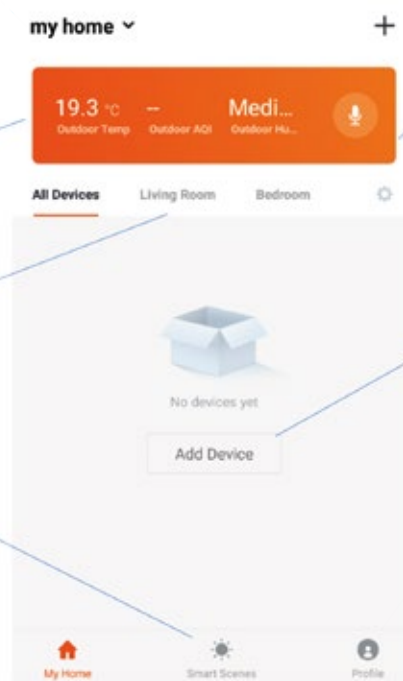 my home
19.3 °C -- Medi...
Outdoor Temp Outdoor AQI Outdoor Hu...
All Devices Living Room Bedroom
No devices yet
Add Device
My Home Smart Scenes Profile